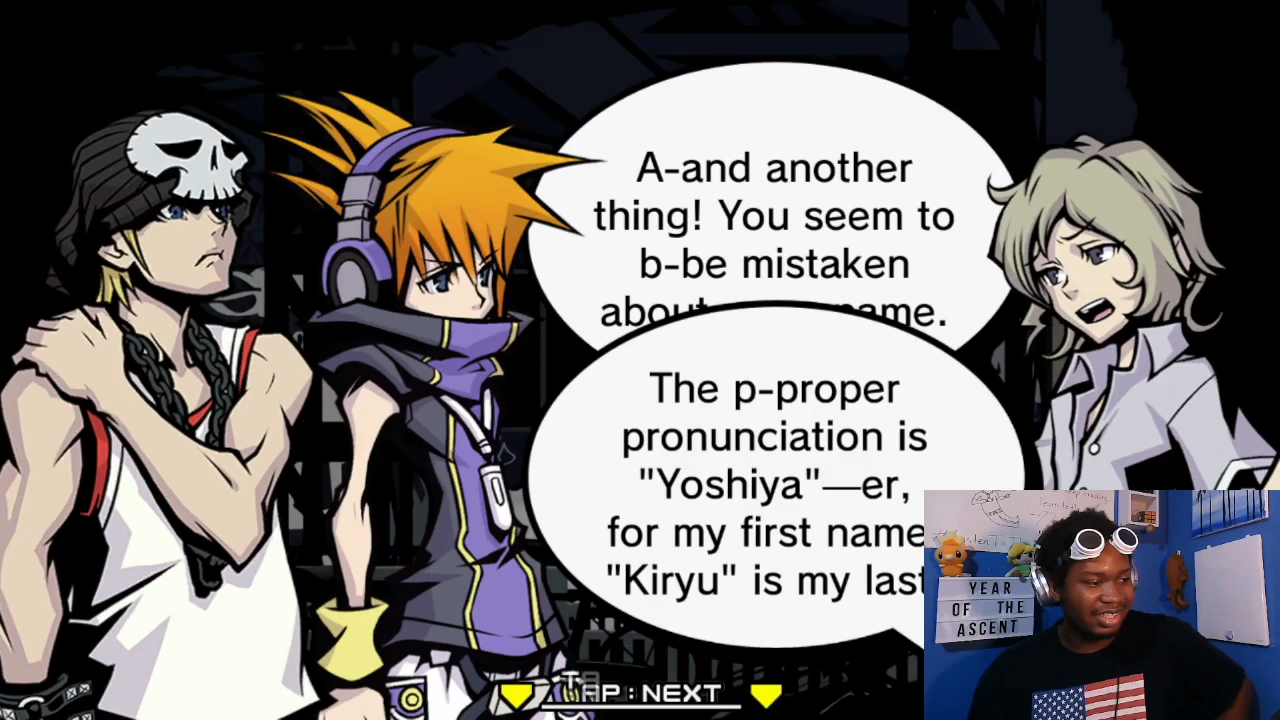 A-and another
thing! You seem to
b-be mistaken
name.
The p-proper
pronunciation is
"Yoshiya"—er,
for my first name
"Kiryu" is my last
YEAR
OF THE
ASCENT
TAP : NEXT